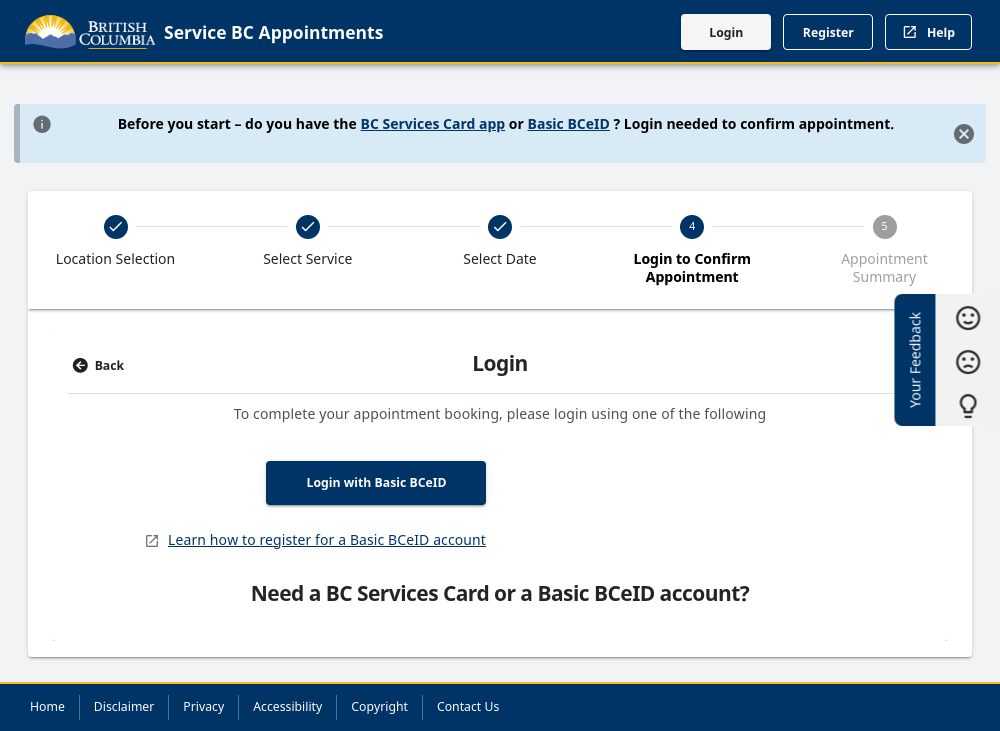 BRITISH
COLUMBIA
Service BC Appointments
Login
Register
Help
Before you start – do you have the BC Services Card app or Basic BCeID ? Login needed to confirm appointment.
4
5
Location Selection
Select Service
Select Date
Login to Confirm
Appointment
Appointment
Summary
Your Feedback
Back
Login
To complete your appointment booking, please login using one of the following
Login with Basic BCeID
Learn how to register for a Basic BCeID account
Need a BC Services Card or a Basic BCeID account?
Home
Disclaimer
Privacy
Accessibility
Copyright
Contact Us